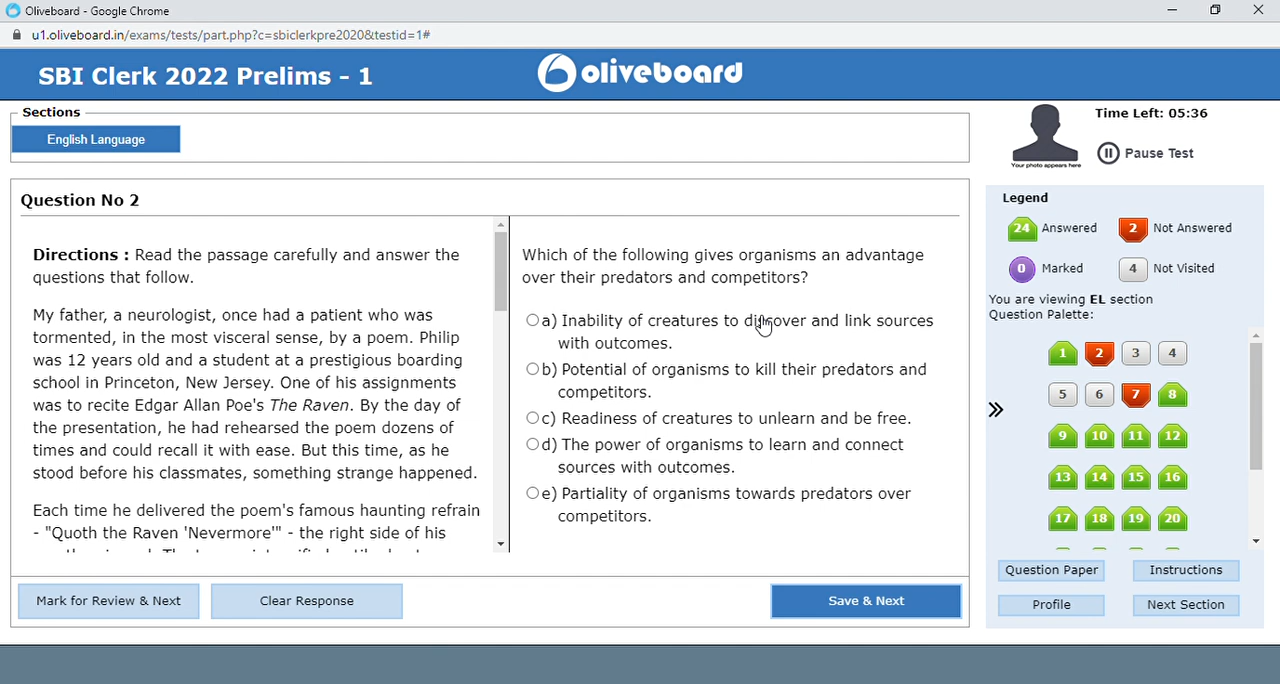 Oliveboard - Google Chrome
u1.oliveboard.in/exams/tests/part.php?c=sbiclerkpre2020&testid=1#
SBI Clerk 2022 Prelims - 1
oliveboard
Sections
English Language
Time Left: 05:36
Pause Test
Your photo appears here
Question No 2
Directions : Read the passage carefully and answer the
questions that follow.
My father, a neurologist, once had a patient who was
tormented, in the most visceral sense, by a poem. Philip
was 12 years old and a student at a prestigious boarding
school in Princeton, New Jersey. One of his assignments
was to recite Edgar Allan Poe's The Raven. By the day of
the presentation, he had rehearsed the poem dozens of
times and could recall it with ease. But this time, as he
stood before his classmates, something strange happened.
Each time he delivered the poem's famous haunting refrain
- "Quoth the Raven 'Nevermore'" - the right side of his
Which of the following gives organisms an advantage
over their predators and competitors?
a) Inability of creatures to discover and link sources
with outcomes.
b) Potential of organisms to kill their predators and
competitors.
c) Readiness of creatures to unlearn and be free.
d) The power of organisms to learn and connect
sources with outcomes.
e) Partiality of organisms towards predators over
competitors.
Mark for Review & Next
Clear Response
Save & Next
Legend
24 Answered
2 Not Answered
0 Marked
4 Not Visited
You are viewing EL section
Question Palette:
1 2 3 4
5 6 7 8
9 10 11 12
13 14 15 16
17 18 19 20
Question Paper
Instructions
Profile
Next Section